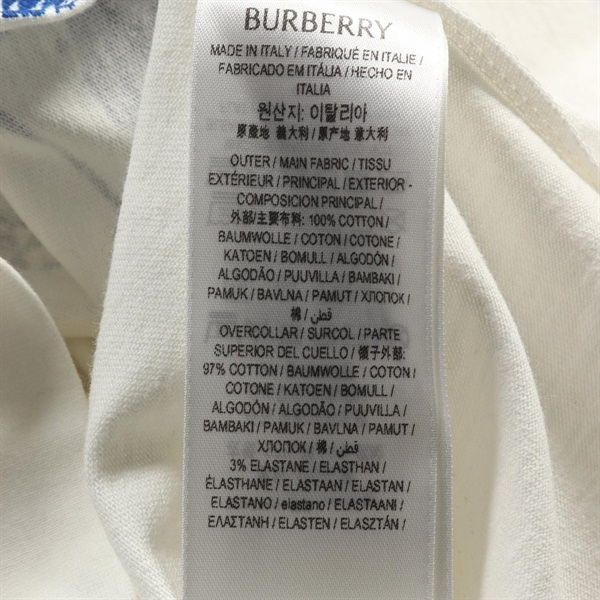 BURBERRY
MADE IN ITALY / FABRIQUÉ EN ITALIE /
FABRICADO EM ITÁLIA / HECHO EN
ITALIA
원산지: 이탈리아
原產地 義大利 / 原产地 意大利
OUTER / MAIN FABRIC / TISSU
EXTÉRIEUR / PRINCIPAL / EXTERIOR -
COMPOSICION PRINCIPAL /
外部/主要布料: 100% COTTON /
BAUMWOLLE / COTON / COTONE /
KATOEN / BOMULL / ALGODÓN /
ALGODÃO / PUUVILLA / BAMBAKI /
PAMUK / BAVLNA / PAMUT / ХЛОПОК /
棉 / قطن /
OVERCOLLAR / SURCOL / PARTE
SUPERIOR DEL CUELLO / 領子外部:
97% COTTON / BAUMWOLLE / COTON /
COTONE / KATOEN / BOMULL /
ALGODÓN / ALGODÃO / PUUVILLA /
BAMBAKI / PAMUK / BAVLNA / PAMUT /
ХЛОПОК / 棉 / قطن /
3% ELASTANE / ELASTHAN /
ÉLASTHANE / ELASTAAN / ELASTAN /
ELASTANO / elastano / ELASTAANI /
ΕΛΑΣΤΑΝΗ / ELASTEN / ELASZTÁN /